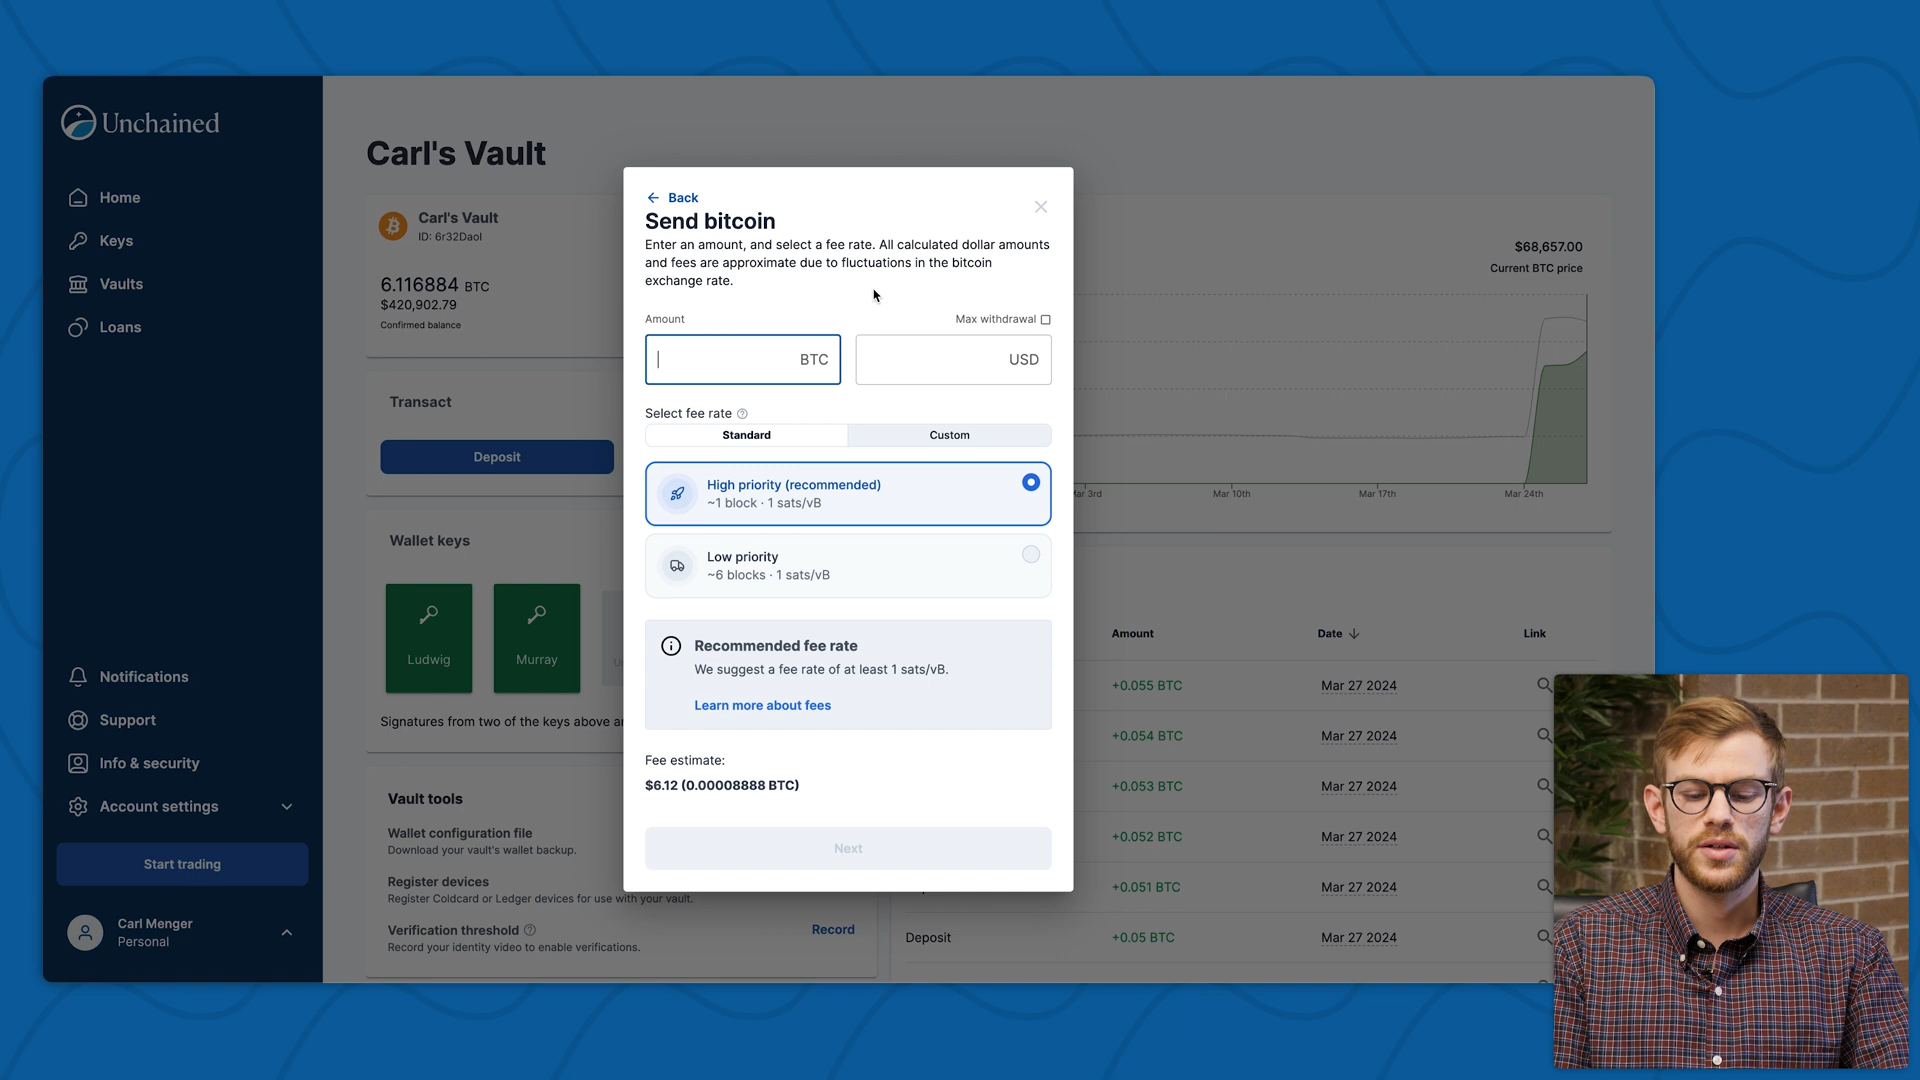 Unchained
Home
Keys
Vaults
Loans
Notifications
Support
Info & security
Account settings
Start trading
Carl Menger
Personal
Carl's Vault
Carl's Vault
ID: 6r32Daol
6.116884 BTC
$420,902.79
Confirmed balance
Transact
Deposit
Wallet keys
Ludwig
Murray
Signatures from two of the keys above
Vault tools
Wallet configuration file
Download your vault's wallet backup.
Register devices
Register Coldcard or Ledger devices for use with your vault.
Verification threshold
Record
Record your identity video to enable verifications.
Back
Send bitcoin
Enter an amount, and select a fee rate. All calculated dollar amounts
and fees are approximate due to fluctuations in the bitcoin
exchange rate.
Amount
Max withdrawal
BTC
USD
Select fee rate
Standard
Custom
High priority (recommended)
~1 block · 1 sats/vB
Low priority
~6 blocks · 1 sats/vB
Recommended fee rate
We suggest a fee rate of at least 1 sats/vB.
Learn more about fees
Fee estimate:
$6.12 (0.00008888 BTC)
Next
$68,657.00
Current BTC price
3rd
Mar 10th
Mar 17th
Mar 24th
Amount Date Link
+0.055 BTC Mar 27 2024
+0.054 BTC Mar 27 2024
+0.053 BTC Mar 27 2024
+0.052 BTC Mar 27 2024
+0.051 BTC Mar 27 2024
Deposit +0.05 BTC Mar 27 2024